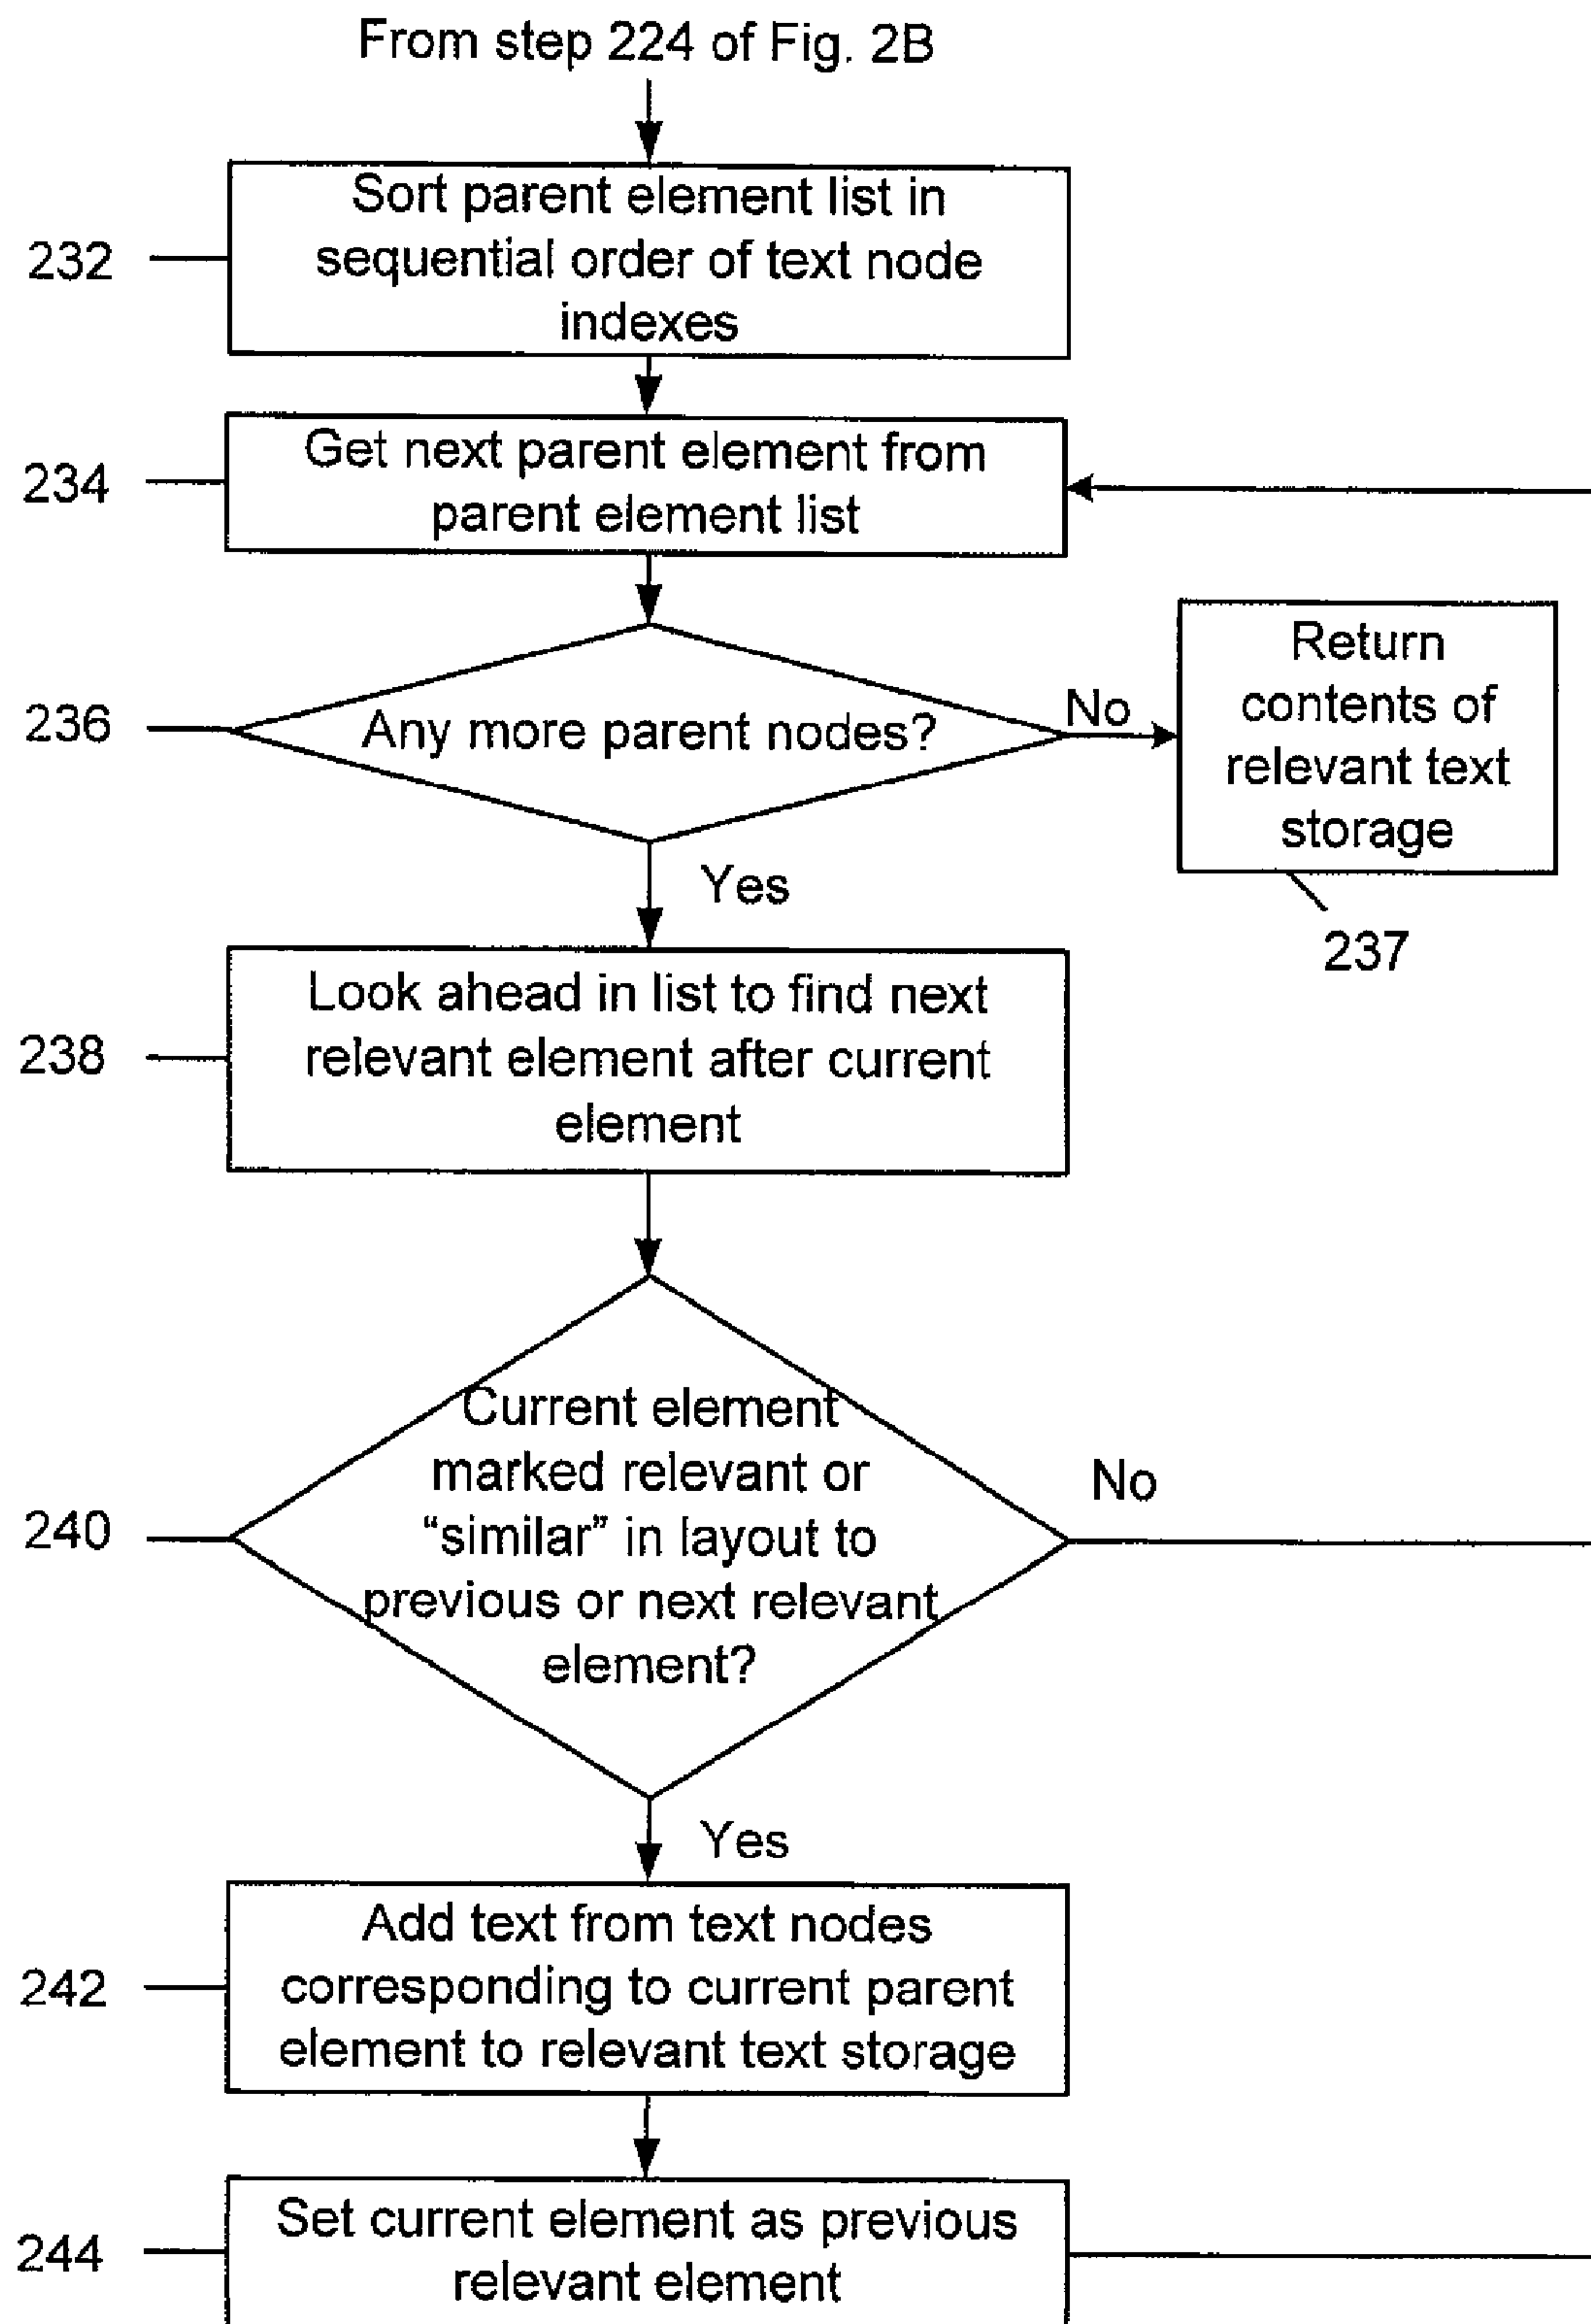 From step 224 of Fig. 2B
Sort parent element list in
sequential order of text node
indexes
232
Get next parent element from
parent element list
234
Any more parent nodes?
236
No
Return
contents of
relevant text
storage
237
Yes
Look ahead in list to find next
relevant element after current
element
238
Current element
marked relevant or
“similar” in layout to
previous or next relevant
element?
240
No
Yes
Add text from text nodes
corresponding to current parent
element to relevant text storage
242
Set current element as previous
relevant element
244